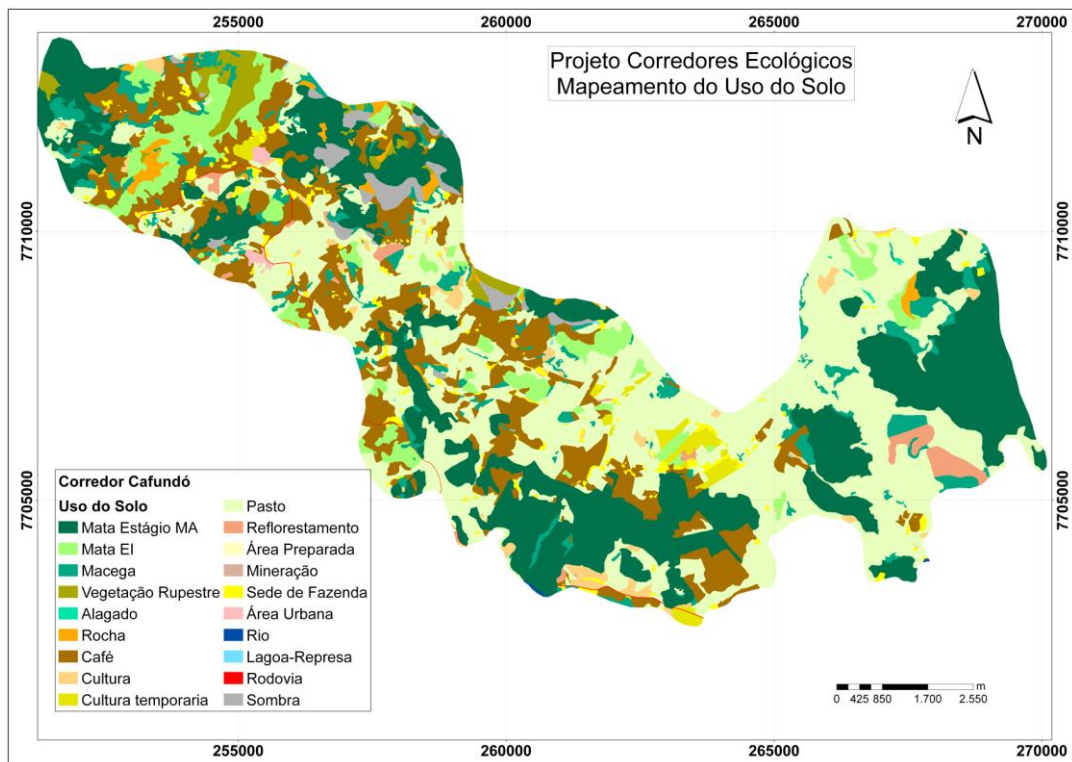 255000 260000 265000 270000
Projeto Corredores Ecológicos
Mapeamento do Uso do Solo
N
7710000 7710000
7705000 7705000
Corredor Cafundó
Uso do Solo
Mata Estágio MA
Mata EI
Macega
Vegetação Rupestre
Alagado
Rocha
Café
Cultura
Cultura temporaria
Pasto
Reflorestamento
Área Preparada
Mineração
Sede de Fazenda
Área Urbana
Rio
Lagoa-Represa
Rodovia
Sombra
m
0 425 850 1.700 2.550
255000 260000 265000 270000